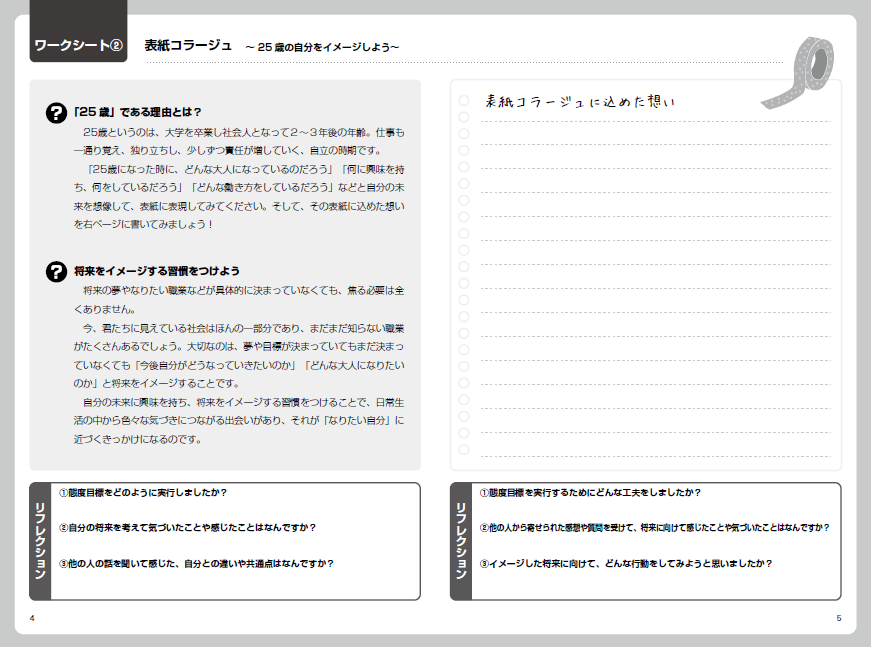 ワークシート②
表紙コラージュ ～ 25 歳の自分をイメージしよう～
?
「25 歳」である理由とは？
25歳というのは、大学を卒業し社会人となって２～３年後の年齢。仕事も
一通り覚え、独り立ちし、少しずつ責任が増していく、自立の時期です。
「25歳になった時に、どんな大人になっているのだろう」「何に興味を持
ち、何をしているだろう」「どんな働き方をしているだろう」などと自分の未
来を想像して、表紙に表現してみてください。そして、その表紙に込めた想い
を右ページに書いてみましょう！
?
将来をイメージする習慣をつけよう
将来の夢やなりたい職業などが具体的に決まっていなくても、焦る必要は全
くありません。
今、君たちに見えている社会はほんの一部分であり、まだまだ知らない職業
がたくさんあるでしょう。大切なのは、夢や目標が決まっていてもまだ決まっ
ていなくても「今後自分がどうなっていきたいのか」「どんな大人になりたい
のか」と将来をイメージすることです。
自分の未来に興味を持ち、将来をイメージする習慣をつけることで、日常生
活の中から色々な気づきにつながる出会いがあり、それが「なりたい自分」に
近づくきっかけになるのです。
リフレクション
①態度目標をどのように実行しましたか？
②自分の将来を考えて気づいたことや感じたことはなんですか？
③他の人の話を聞いて感じた、自分との違いや共通点はなんですか？
4
表紙コラージュに込めた想い
リフレクション
①態度目標を実行するためにどんな工夫をしましたか？
②他の人から寄せられた感想や質問を受けて、将来に向けて感じたことや気づいたことはなんですか？
③イメージした将来に向けて、どんな行動をしてみようと思いましたか？
5